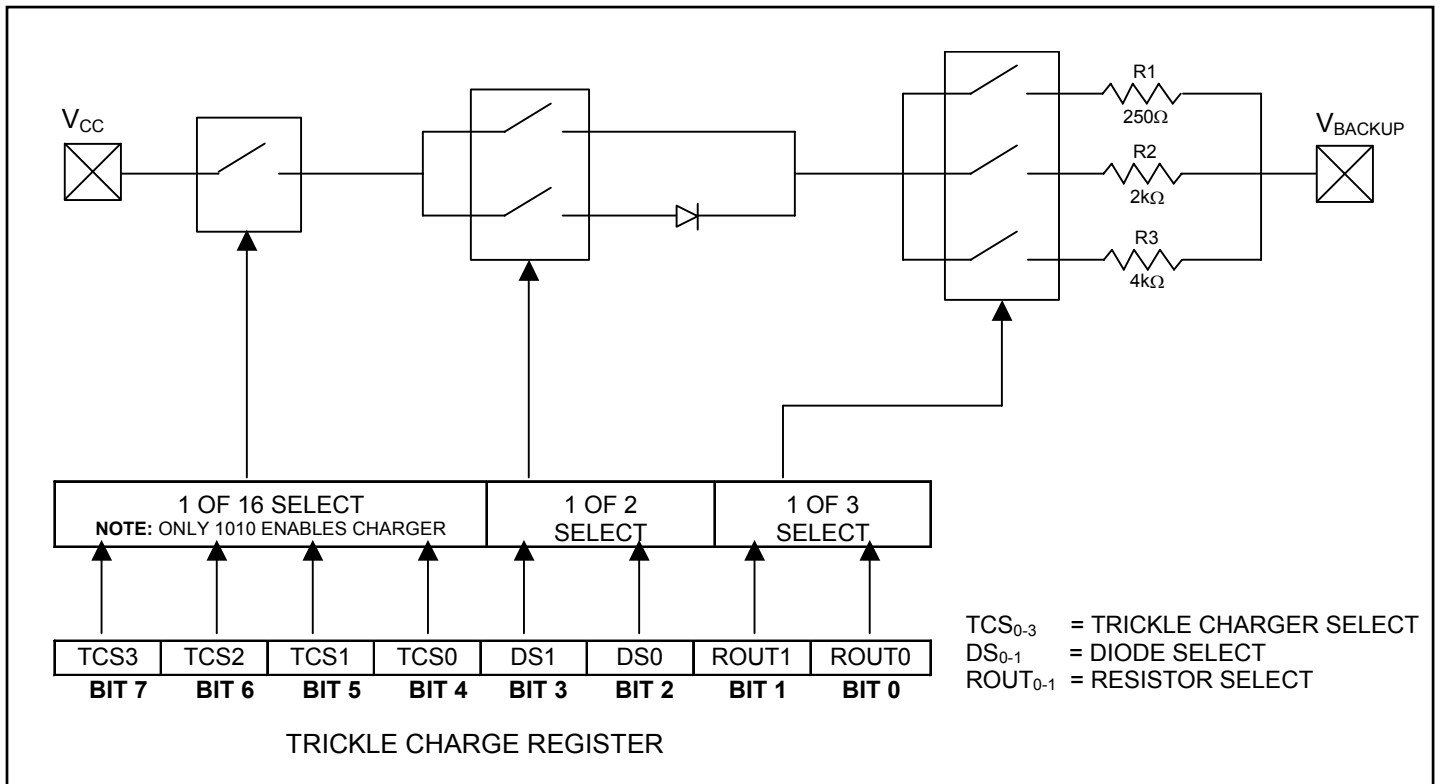 V_CC
R1
250Ω
V_BACKUP
R2
2kΩ
R3
4kΩ
1 OF 16 SELECT
NOTE: ONLY 1010 ENABLES CHARGER
1 OF 2
SELECT
1 OF 3
SELECT
TCS3 TCS2 TCS1 TCS0 DS1 DS0 ROUT1 ROUT0
BIT 7 BIT 6 BIT 5 BIT 4 BIT 3 BIT 2 BIT 1 BIT 0
TCS0-3 = TRICKLE CHARGER SELECT
DS0-1 = DIODE SELECT
ROUT0-1 = RESISTOR SELECT
TRICKLE CHARGE REGISTER